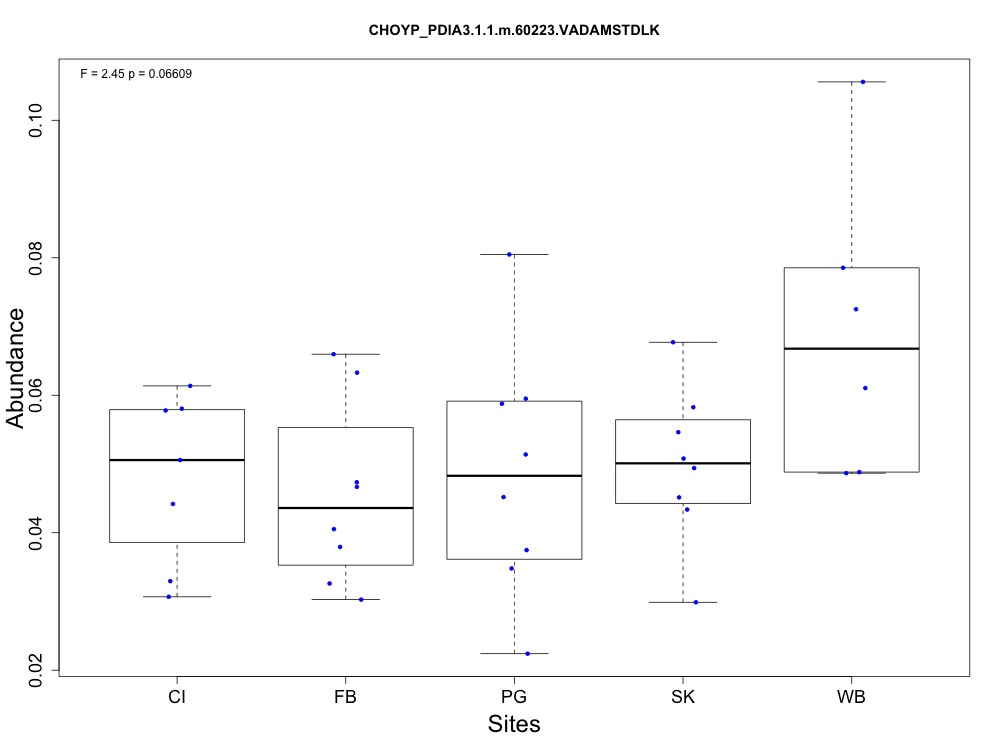 CHOYP_PDIA3.1.1.m.60223.VADAMSTDLK
F = 2.45 p = 0.06609
0.10
0.08
0.06
0.04
0.02
Abundance
CI FB PG SK WB
Sites